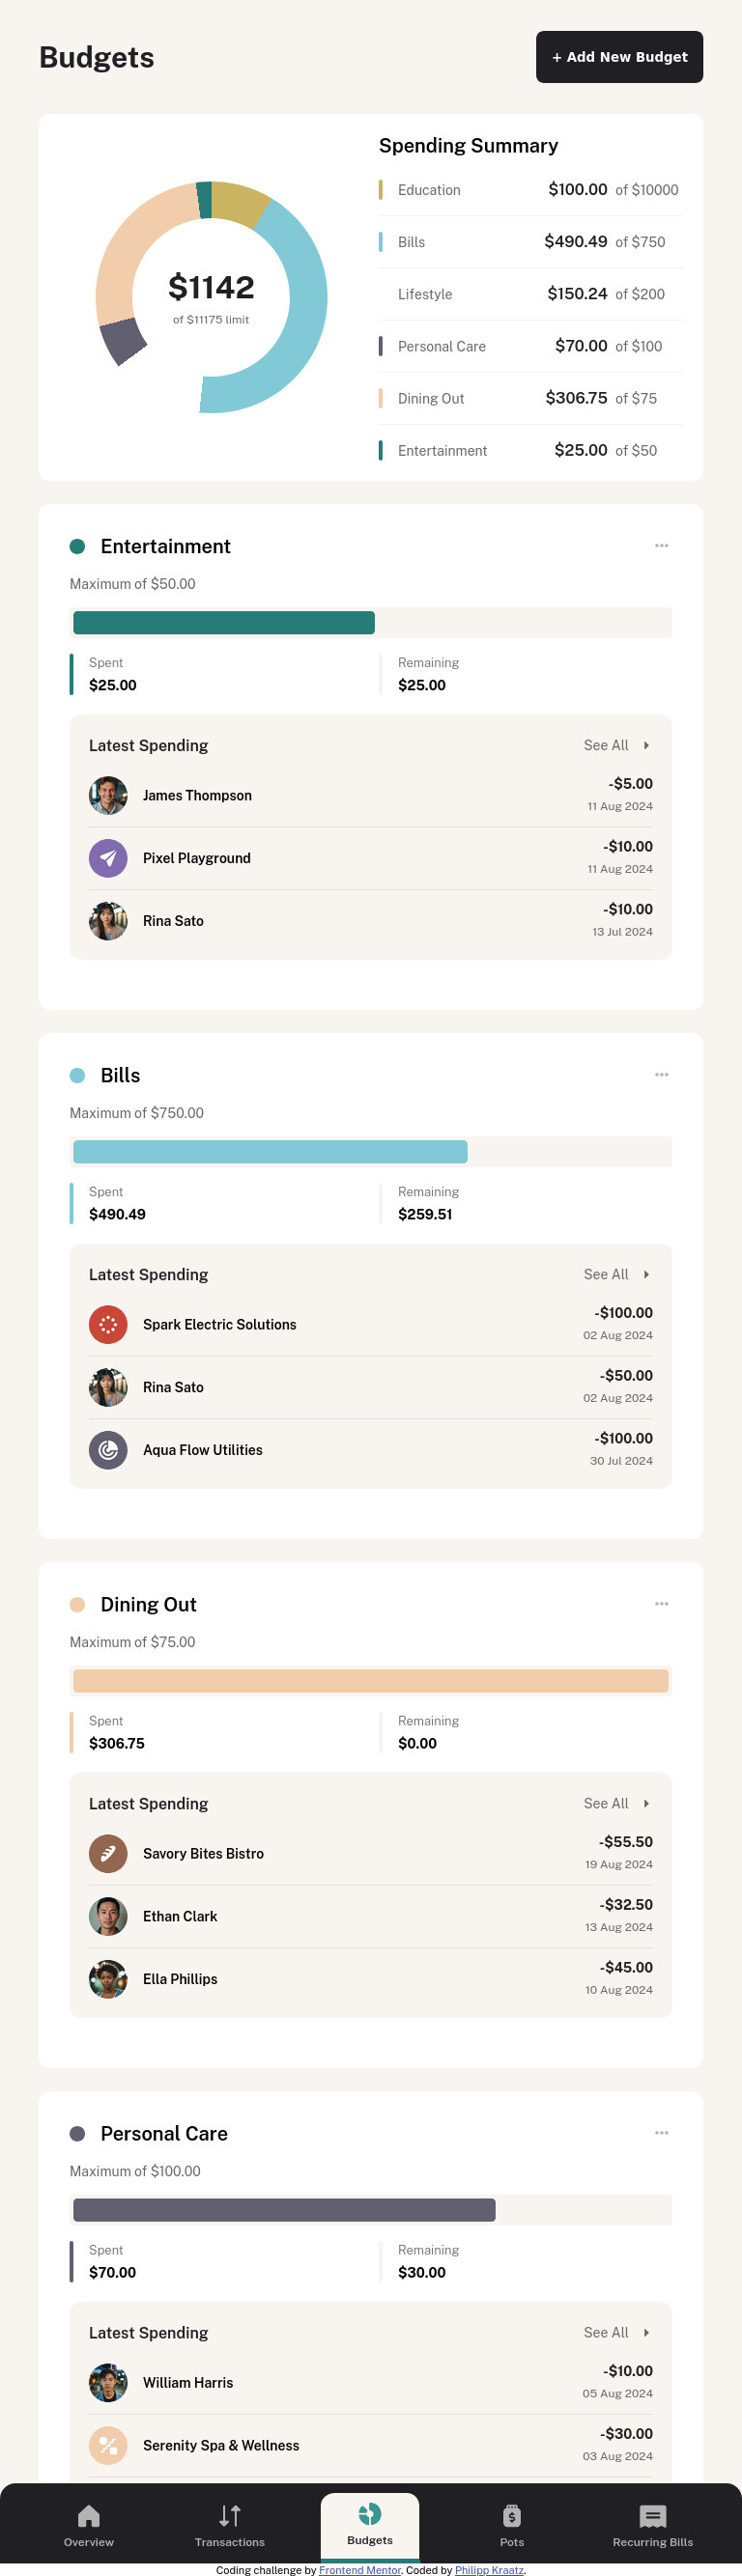 Budgets
+ Add New Budget
$1142
of $11175 limit
Spending Summary
Education $100.00 of $10000
Bills $490.49 of $750
Lifestyle $150.24 of $200
Personal Care $70.00 of $100
Dining Out $306.75 of $75
Entertainment $25.00 of $50
Entertainment
Maximum of $50.00
Spent Remaining
$25.00 $25.00
Latest Spending See All
James Thompson -$5.00
11 Aug 2024
Pixel Playground -$10.00
11 Aug 2024
Rina Sato -$10.00
13 Jul 2024
Bills
Maximum of $750.00
Spent Remaining
$490.49 $259.51
Latest Spending See All
Spark Electric Solutions -$100.00
02 Aug 2024
Rina Sato -$50.00
02 Aug 2024
Aqua Flow Utilities -$100.00
30 Jul 2024
Dining Out
Maximum of $75.00
Spent Remaining
$306.75 $0.00
Latest Spending See All
Savory Bites Bistro -$55.50
19 Aug 2024
Ethan Clark -$32.50
13 Aug 2024
Ella Phillips -$45.00
10 Aug 2024
Personal Care
Maximum of $100.00
Spent Remaining
$70.00 $30.00
Latest Spending See All
William Harris -$10.00
05 Aug 2024
Serenity Spa & Wellness -$30.00
03 Aug 2024
Overview Transactions Budgets Pots Recurring Bills
Coding challenge by Frontend Mentor. Coded by Philipp Kraatz.